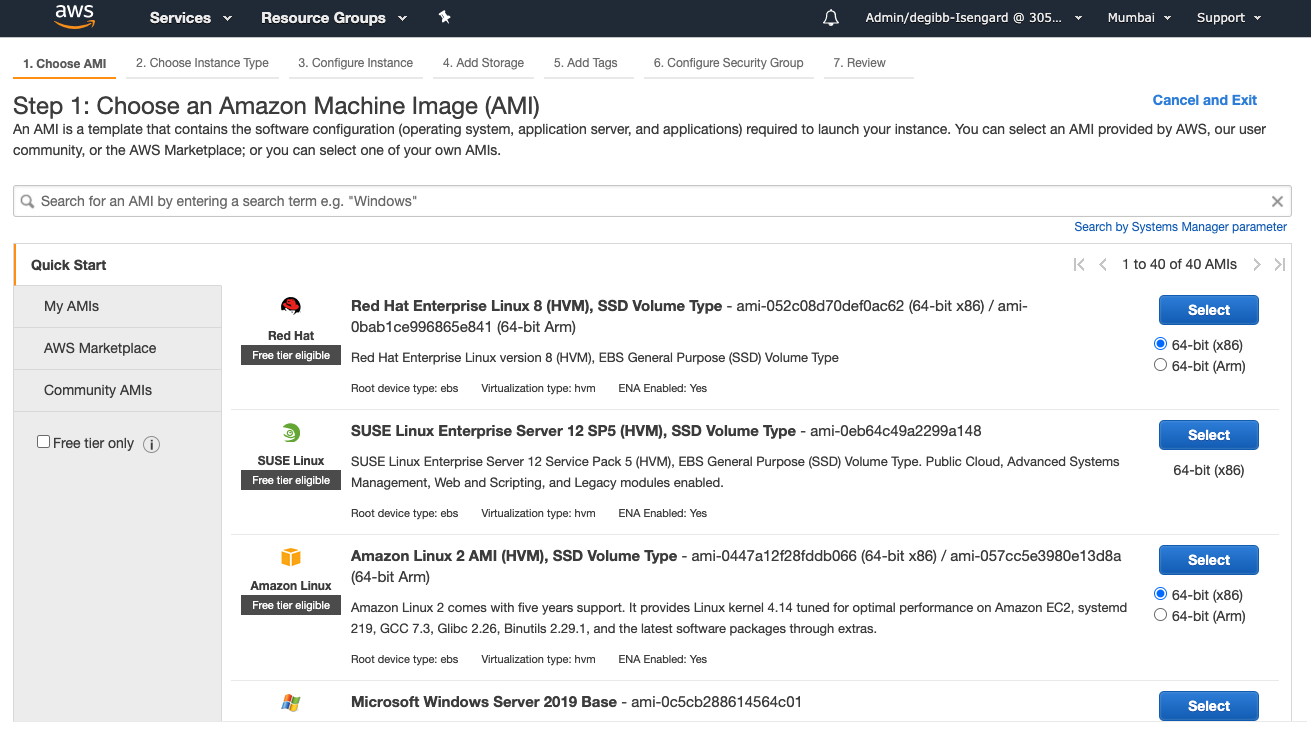 aws
Services
Resource Groups
Admin/degibb-Isengard @ 305...
Mumbai
Support
1. Choose AMI
2. Choose Instance Type
3. Configure Instance
4. Add Storage
5. Add Tags
6. Configure Security Group
7. Review
Step 1: Choose an Amazon Machine Image (AMI)
Cancel and Exit
An AMI is a template that contains the software configuration (operating system, application server, and applications) required to launch your instance. You can select an AMI provided by AWS, our user
community, or the AWS Marketplace; or you can select one of your own AMIs.
Search for an AMI by entering a search term e.g. "Windows"
Search by Systems Manager parameter
Quick Start
1 to 40 of 40 AMIs
My AMIs
AWS Marketplace
Community AMIs
Free tier only
Red Hat
Free tier eligible
Red Hat Enterprise Linux 8 (HVM), SSD Volume Type - ami-052c08d70def0ac62 (64-bit x86) / ami-
0bab1ce996865e841 (64-bit Arm)
Red Hat Enterprise Linux version 8 (HVM), EBS General Purpose (SSD) Volume Type
Root device type: ebs Virtualization type: hvm ENA Enabled: Yes
Select
64-bit (x86)
64-bit (Arm)
SUSE Linux
Free tier eligible
SUSE Linux Enterprise Server 12 SP5 (HVM), SSD Volume Type - ami-0eb64c49a2299a148
SUSE Linux Enterprise Server 12 Service Pack 5 (HVM), EBS General Purpose (SSD) Volume Type. Public Cloud, Advanced Systems
Management, Web and Scripting, and Legacy modules enabled.
Root device type: ebs Virtualization type: hvm ENA Enabled: Yes
Select
64-bit (x86)
Amazon Linux
Free tier eligible
Amazon Linux 2 AMI (HVM), SSD Volume Type - ami-0447a12f28fddb066 (64-bit x86) / ami-057cc5e3980e13d8a
(64-bit Arm)
Amazon Linux 2 comes with five years support. It provides Linux kernel 4.14 tuned for optimal performance on Amazon EC2, systemd
219, GCC 7.3, Glibc 2.26, Binutils 2.29.1, and the latest software packages through extras.
Root device type: ebs Virtualization type: hvm ENA Enabled: Yes
Select
64-bit (x86)
64-bit (Arm)
Microsoft Windows Server 2019 Base - ami-0c5cb288614564c01
Select